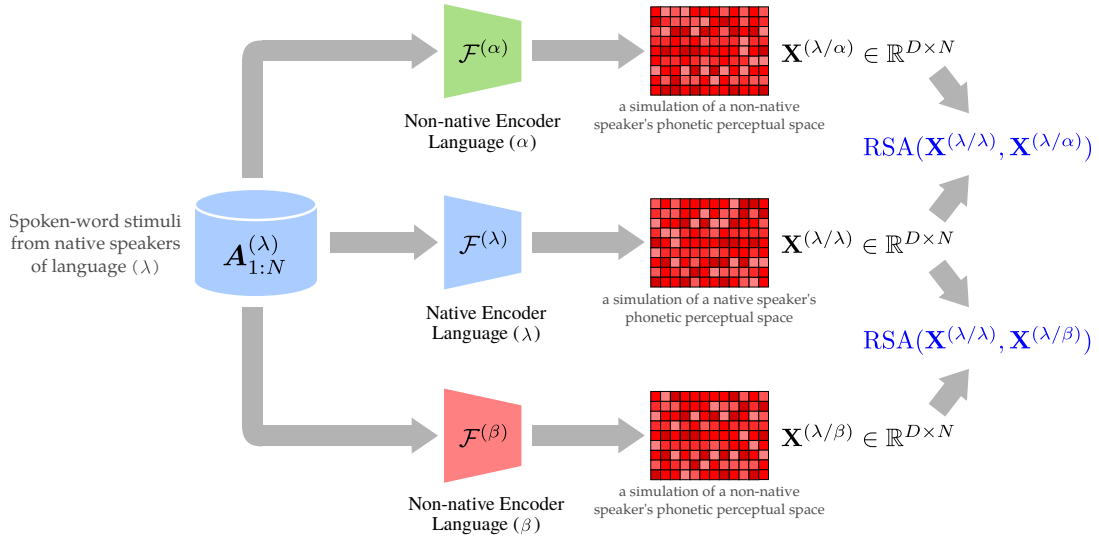 Spoken-word stimuli
from native speakers
of language (λ)
𝑨₁:N^(λ)
ℱ^(α)
Non-native Encoder
Language (α)
a simulation of a non-native
speaker's phonetic perceptual space
𝐗^(λ/α) ∈ ℝ^{D×N}
ℱ^(λ)
Native Encoder
Language (λ)
a simulation of a native speaker's
phonetic perceptual space
𝐗^(λ/λ) ∈ ℝ^{D×N}
ℱ^(β)
Non-native Encoder
Language (β)
a simulation of a non-native
speaker's phonetic perceptual space
𝐗^(λ/β) ∈ ℝ^{D×N}
RSA(𝐗^(λ/λ), 𝐗^(λ/α))
RSA(𝐗^(λ/λ), 𝐗^(λ/β))